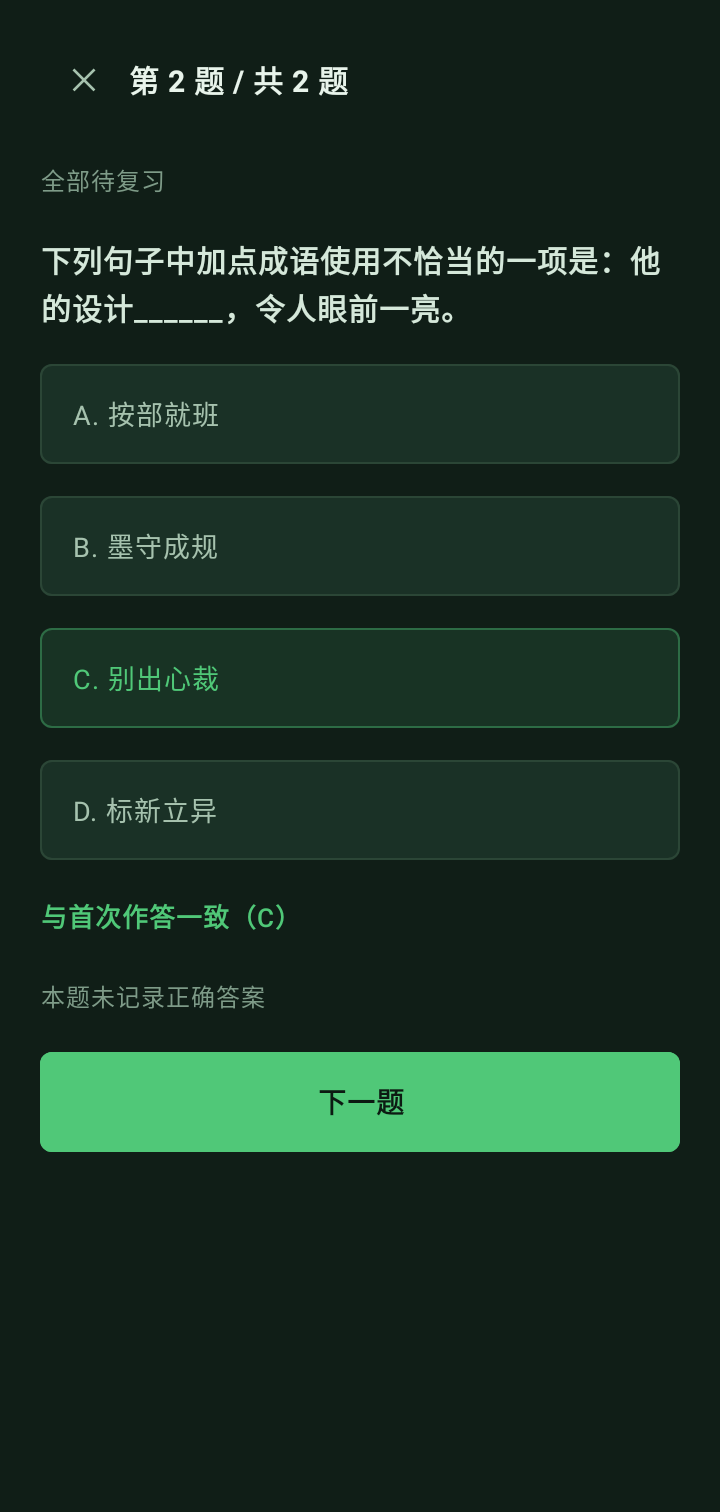 第 2 题 / 共 2 题
全部待复习
下列句子中加点成语使用不恰当的一项是：他
的设计______，令人眼前一亮。
A. 按部就班
B. 墨守成规
C. 别出心裁
D. 标新立异
与首次作答一致（C）
本题未记录正确答案
下一题